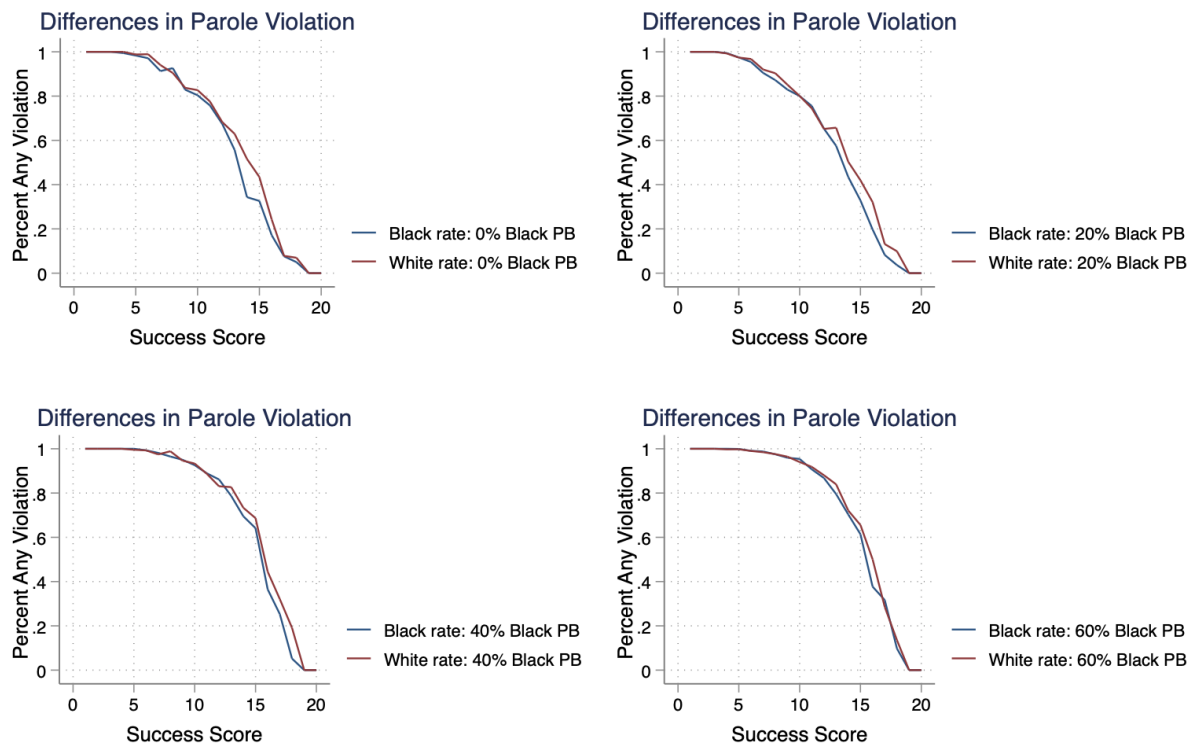 Differences in Parole Violation
Percent Any Violation
1
.8
.6
.4
.2
0
0 5 10 15 20
Success Score
Black rate: 0% Black PB
White rate: 0% Black PB
Differences in Parole Violation
Percent Any Violation
1
.8
.6
.4
.2
0
0 5 10 15 20
Success Score
Black rate: 20% Black PB
White rate: 20% Black PB
Differences in Parole Violation
Percent Any Violation
1
.8
.6
.4
.2
0
0 5 10 15 20
Success Score
Black rate: 40% Black PB
White rate: 40% Black PB
Differences in Parole Violation
Percent Any Violation
1
.8
.6
.4
.2
0
0 5 10 15 20
Success Score
Black rate: 60% Black PB
White rate: 60% Black PB